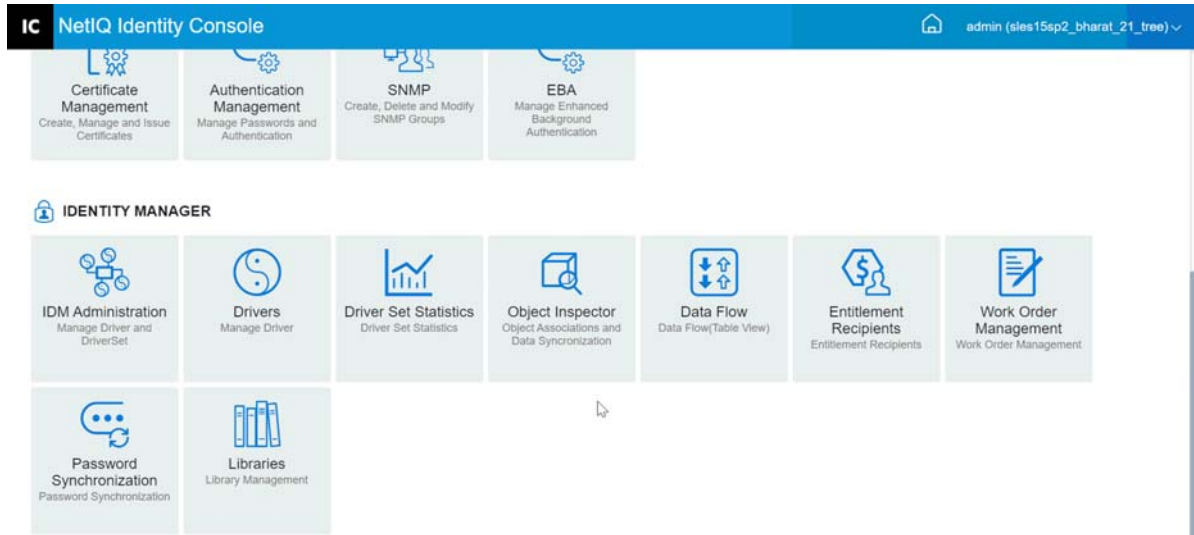 IC NetIQ Identity Console admin (sles15sp2_bharat_21_tree)
Certificate
Management
Create, Manage and Issue
Certificates
Authentication
Management
Manage Passwords and
Authentication
SNMP
Create, Delete and Modify
SNMP Groups
EBA
Manage Enhanced
Background
Authentication
IDENTITY MANAGER
IDM Administration
Manage Driver and
DriverSet
Drivers
Manage Driver
Driver Set Statistics
Driver Set Statistics
Object Inspector
Object Associations and
Data Syncronization
Data Flow
Data Flow(Table View)
Entitlement
Recipients
Entitlement Recipients
Work Order
Management
Work Order Management
Password
Synchronization
Password Synchronization
Libraries
Library Management